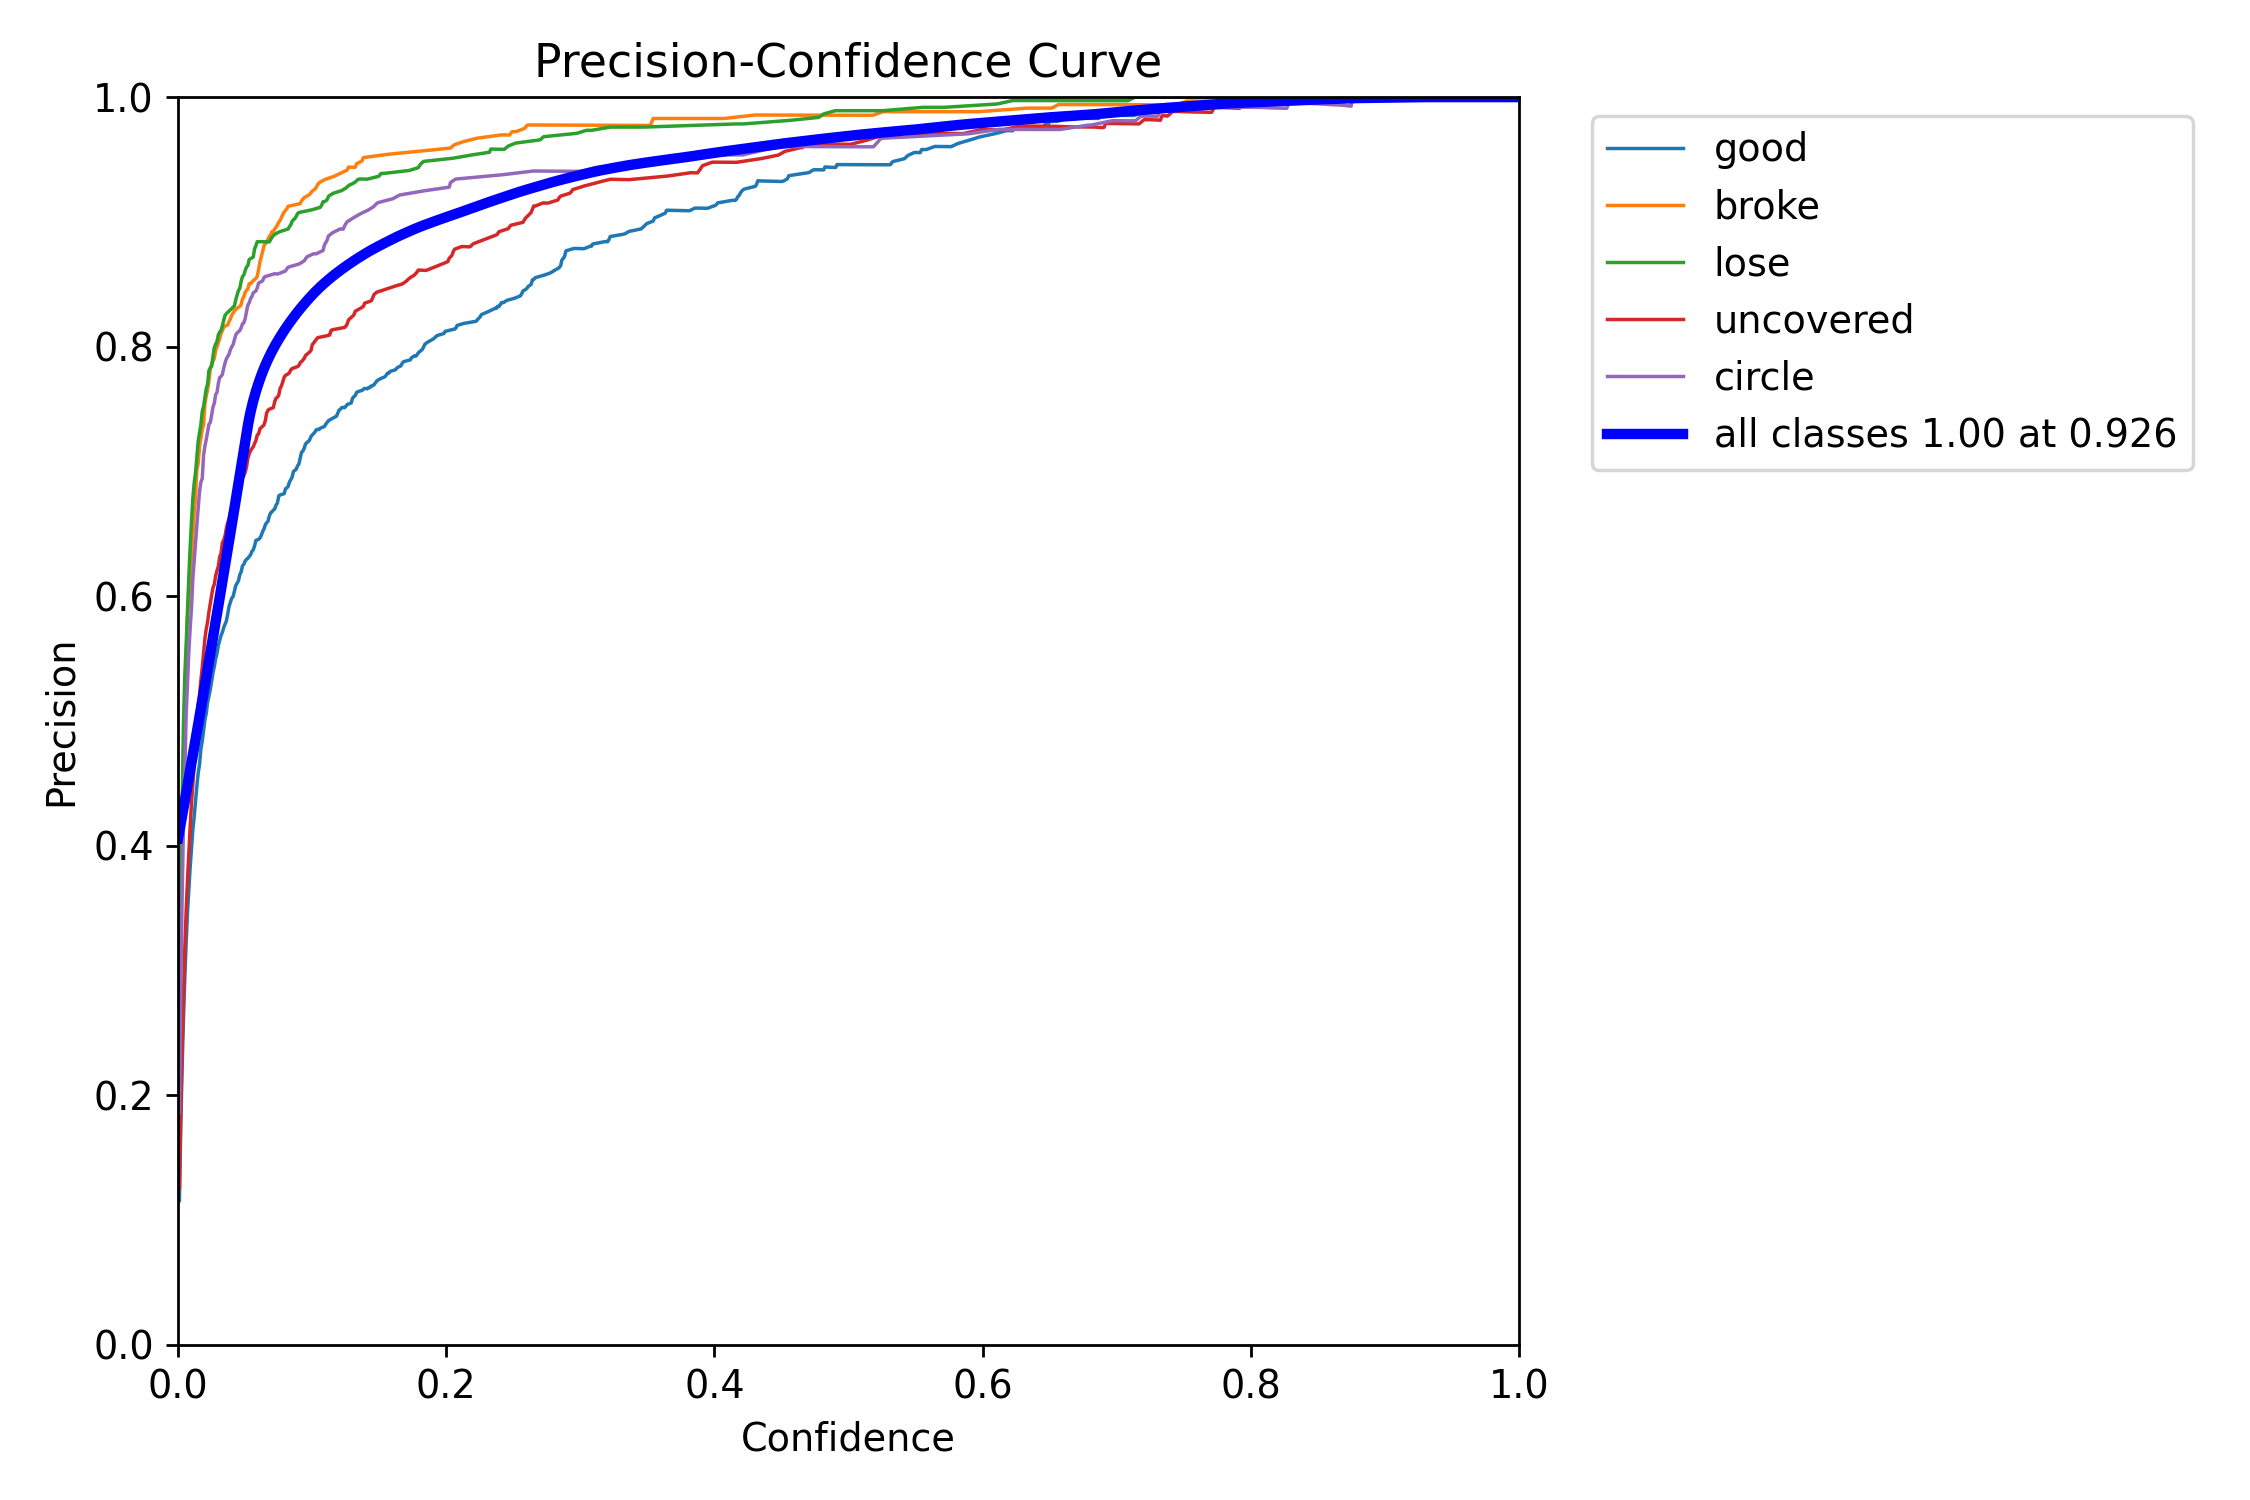 Precision-Confidence Curve
1.0
0.8
0.6
0.4
0.2
0.0
Precision
0.0 0.2 0.4 0.6 0.8 1.0
Confidence
good
broke
lose
uncovered
circle
all classes 1.00 at 0.926